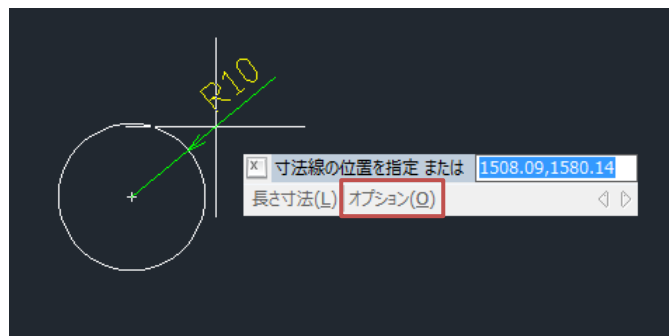 R10
x 寸法線の位置を指定 または 1508.09,1580.14
長さ寸法(L) オプション(O)